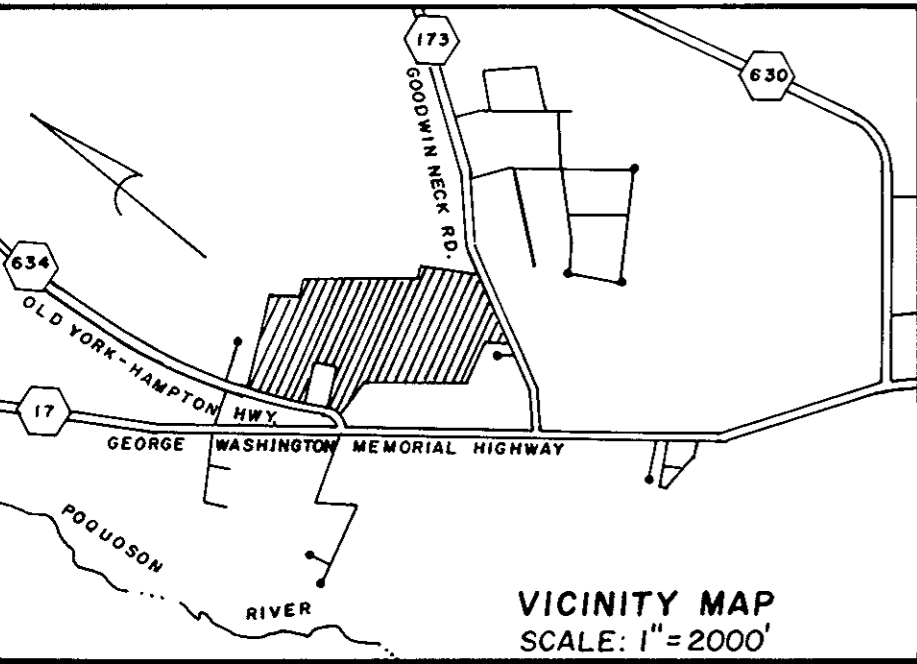 173
630
GOODWIN NECK RD.
634
OLD YORK-HAMPTON HWY.
17
GEORGE WASHINGTON MEMORIAL HIGHWAY
POQUOSON
RIVER
VICINITY MAP
SCALE: 1"=2000'